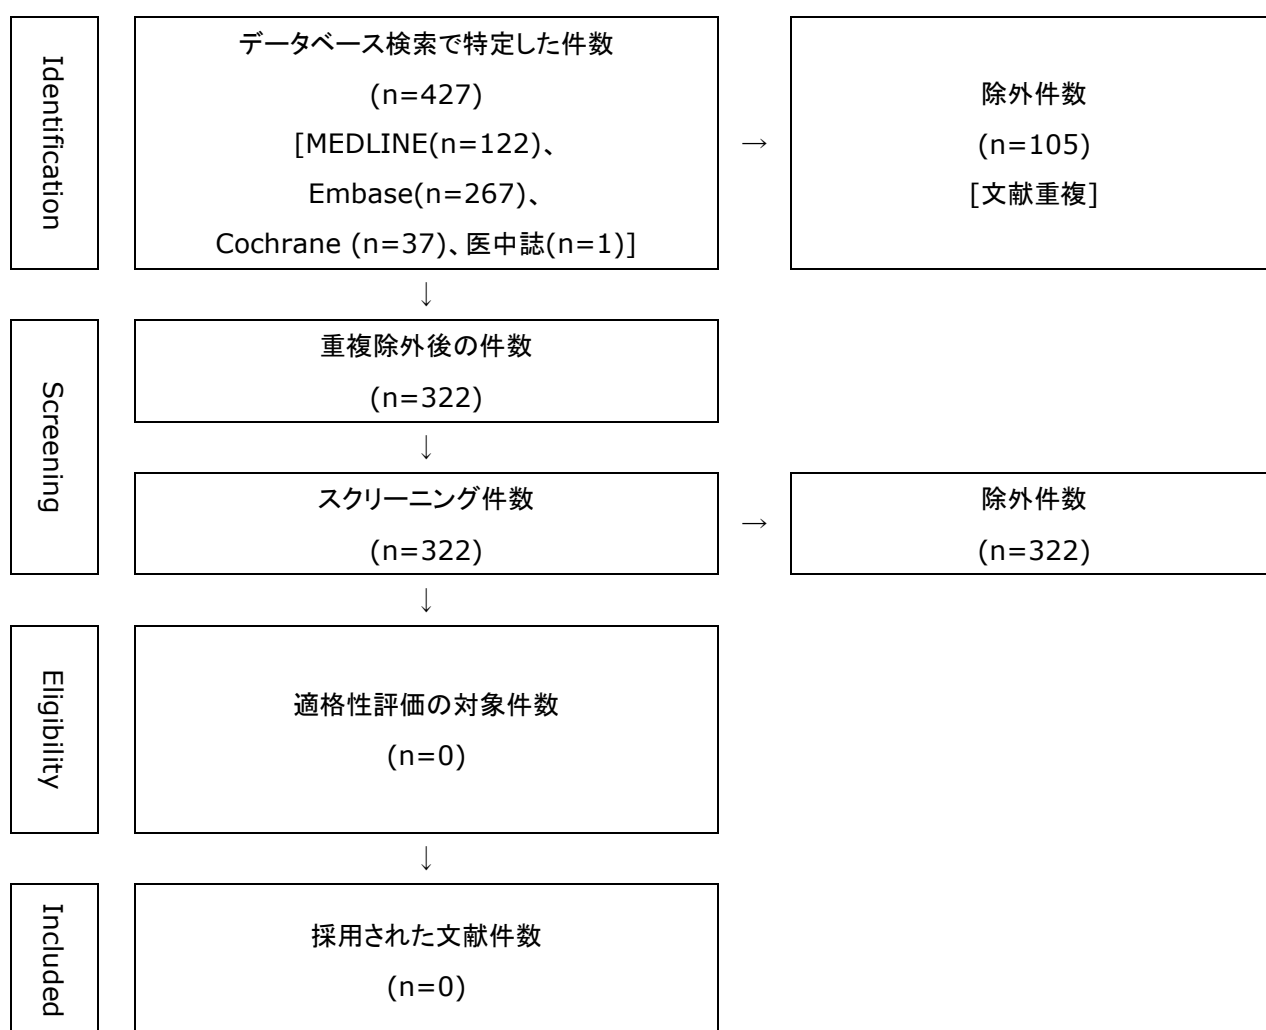 Identification
データベース検索で特定した件数
(n=427)
[MEDLINE(n=122)、
Embase(n=267)、
Cochrane (n=37)、医中誌(n=1)]
→
除外件数
(n=105)
[文献重複]
↓
Screening
重複除外後の件数
(n=322)
↓
スクリーニング件数
(n=322)
→
除外件数
(n=322)
↓
Eligibility
適格性評価の対象件数
(n=0)
↓
Included
採用された文献件数
(n=0)